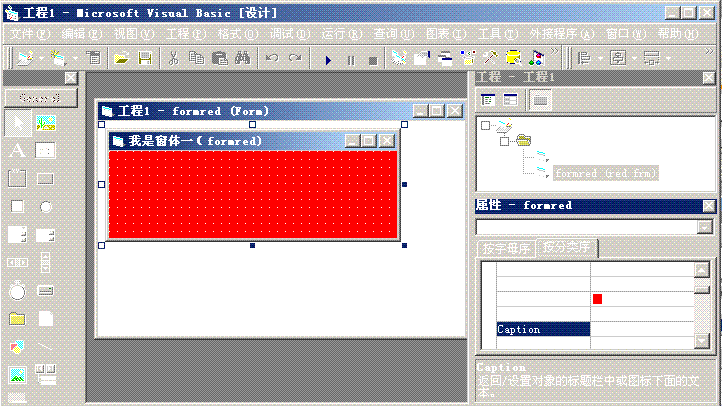 工程1 - Microsoft Visual Basic [设计]
文件(F) 编辑(E) 视图(V) 工程(P) 格式(O) 调试(D) 运行(R) 查询(U) 图表(I) 工具(T) 外接程序(A) 窗口(W) 帮助(H)
General
工程1 - formred (Form)
我是窗体一( formred)
工程 - 工程1
formred (red frm)
属性 - formred
按字母序 按分类序
Caption
Caption
返回/设置对象的标题栏中或图标下面的文本。